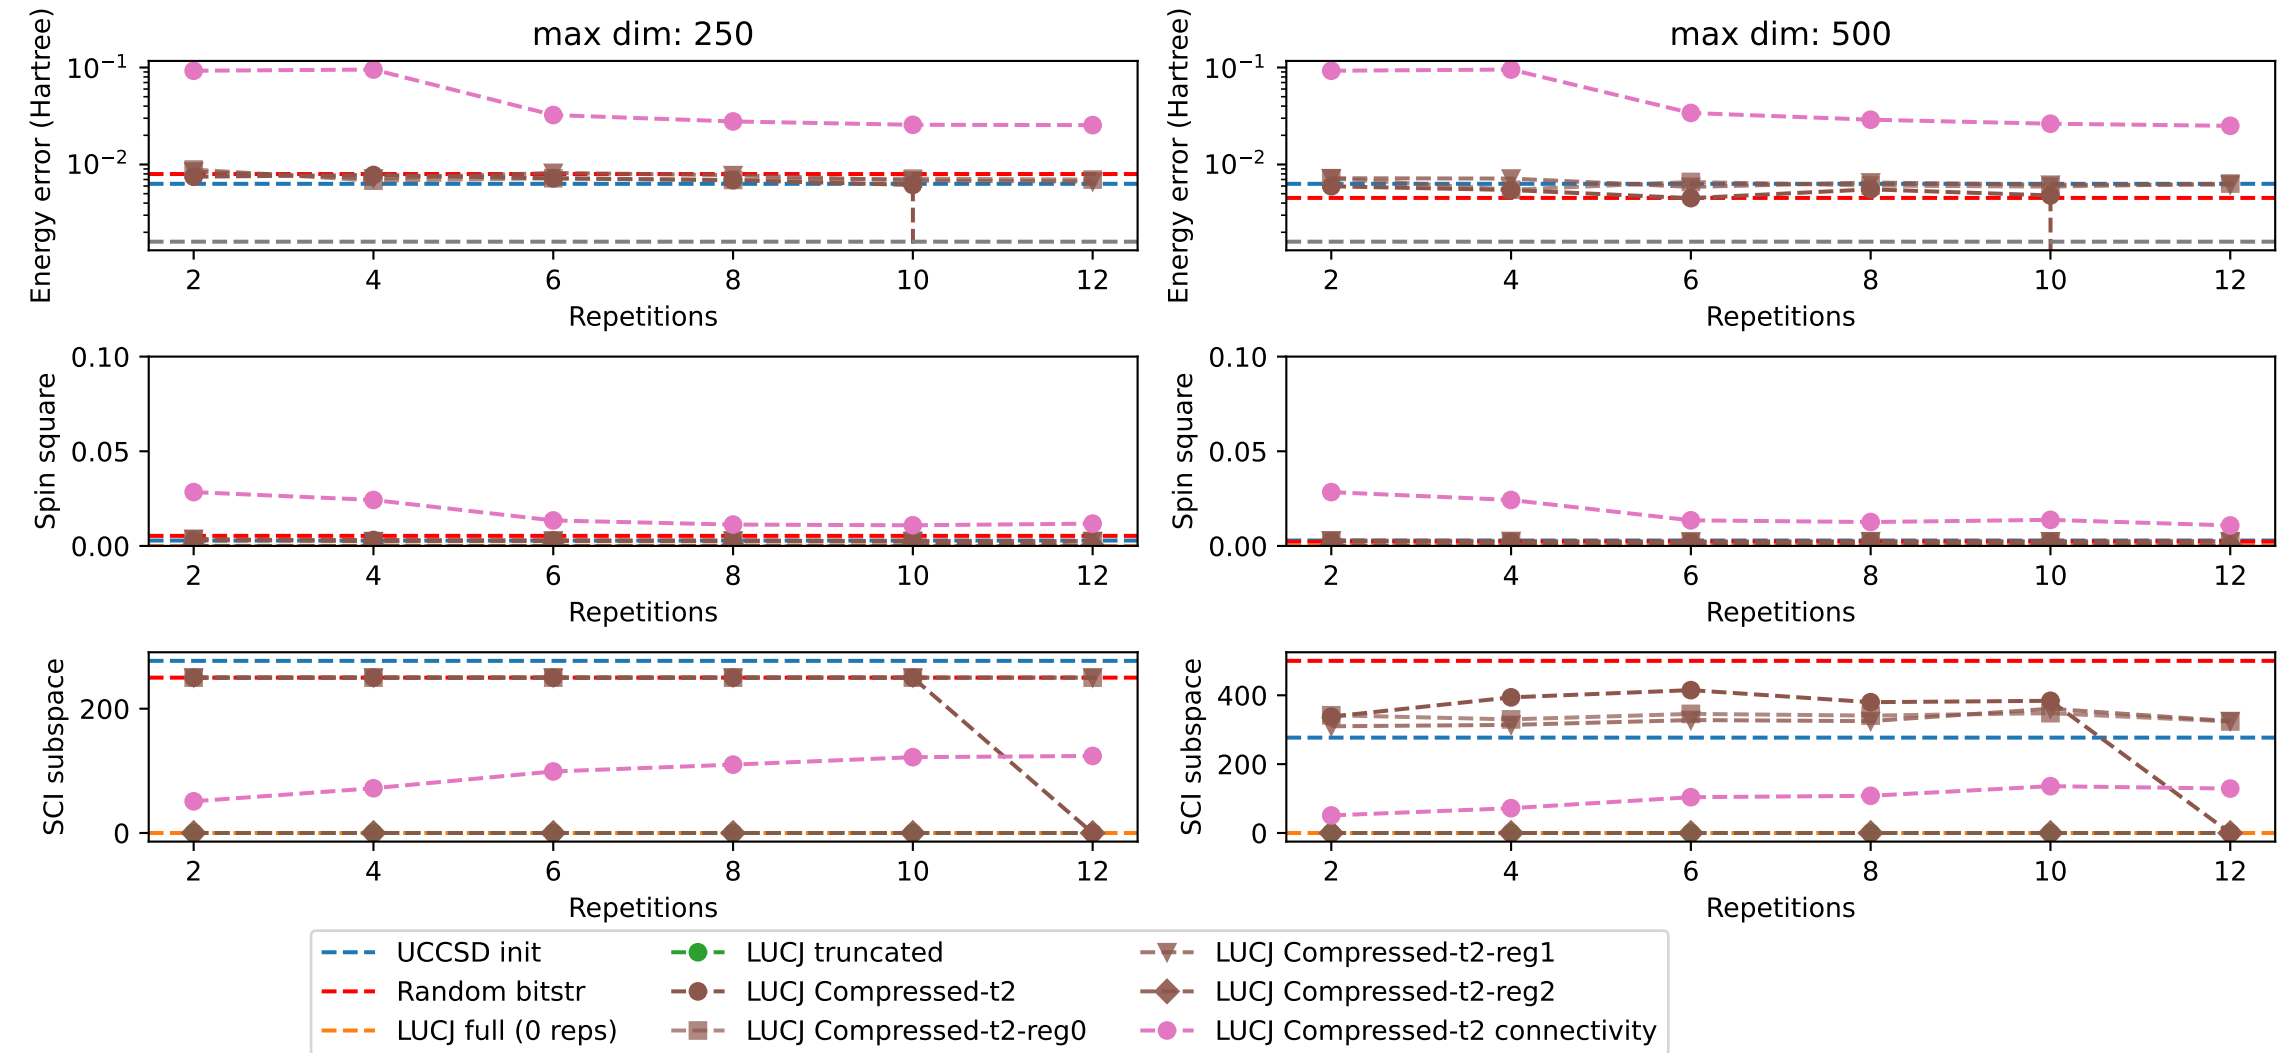 max dim: 250
max dim: 500
Energy error (Hartree)
10⁻¹
10⁻²
2 4 6 8 10 12
Repetitions
Energy error (Hartree)
10⁻¹
10⁻²
2 4 6 8 10 12
Repetitions
Spin square
0.10
0.05
0.00
2 4 6 8 10 12
Repetitions
Spin square
0.10
0.05
0.00
2 4 6 8 10 12
Repetitions
SCI subspace
200
0
2 4 6 8 10 12
Repetitions
SCI subspace
400
200
0
2 4 6 8 10 12
Repetitions
UCCSD init
Random bitstr
LUCJ full (0 reps)
LUCJ truncated
LUCJ Compressed-t2
LUCJ Compressed-t2-reg0
LUCJ Compressed-t2-reg1
LUCJ Compressed-t2-reg2
LUCJ Compressed-t2 connectivity